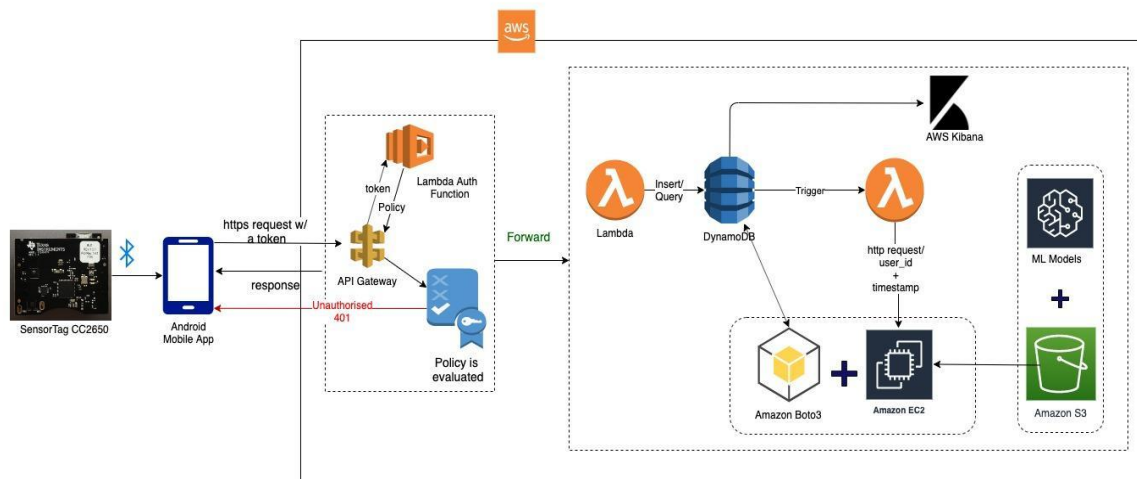 aws
AWS Kibana
Lambda Auth
Function
token
Policy
https request w/
a token
API Gateway
response
Unauthorised
401
Policy is
evaluated
TEXAS
INSTRUMENTS
SensorTag CC2650
Android
Mobile App
Forward
Lambda
Insert/
Query
DynamoDB
Trigger
http request/
user_id
+
timestamp
ML Models
+
Amazon S3
Amazon Boto3
+
Amazon EC2